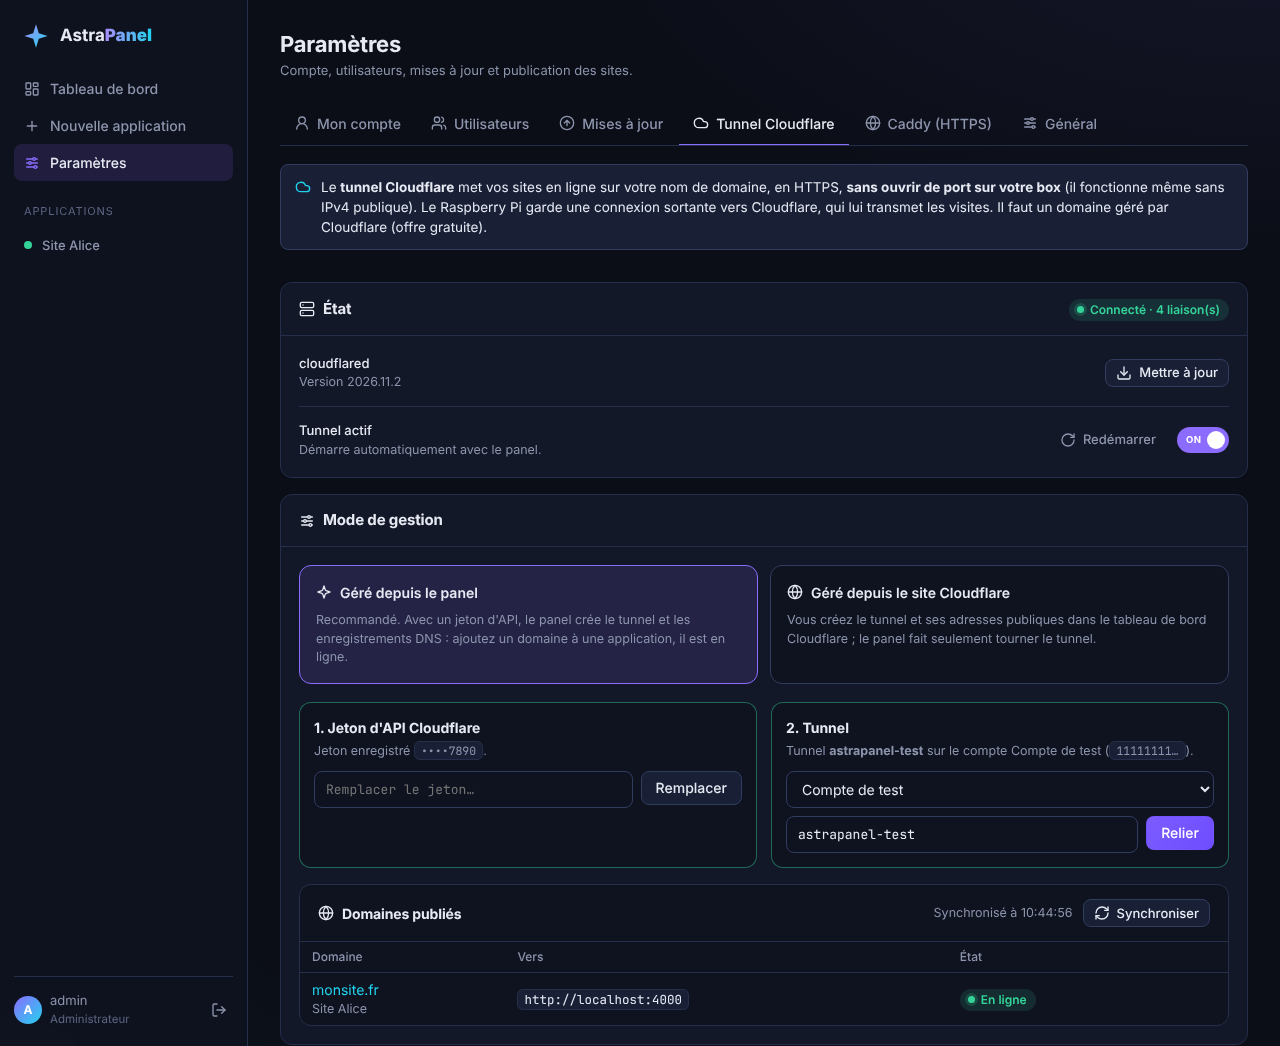 AstraPanel
Tableau de bord
Nouvelle application
Paramètres
APPLICATIONS
Site Alice
A
admin
Administrateur
Paramètres
Compte, utilisateurs, mises à jour et publication des sites.
Mon compte
Utilisateurs
Mises à jour
Tunnel Cloudflare
Caddy (HTTPS)
Général
Le tunnel Cloudflare met vos sites en ligne sur votre nom de domaine, en HTTPS, sans ouvrir de port sur votre box (il fonctionne même sans
IPv4 publique). Le Raspberry Pi garde une connexion sortante vers Cloudflare, qui lui transmet les visites. Il faut un domaine géré par
Cloudflare (offre gratuite).
État
Connecté · 4 liaison(s)
cloudflared
Version 2026.11.2
Mettre à jour
Tunnel actif
Démarre automatiquement avec le panel.
Redémarrer
ON
Mode de gestion
Géré depuis le panel
Recommandé. Avec un jeton d'API, le panel crée le tunnel et les
enregistrements DNS : ajoutez un domaine à une application, il est en
ligne.
Géré depuis le site Cloudflare
Vous créez le tunnel et ses adresses publiques dans le tableau de bord
Cloudflare ; le panel fait seulement tourner le tunnel.
1. Jeton d'API Cloudflare
Jeton enregistré ••••7890.
Remplacer le jeton…
Remplacer
2. Tunnel
Tunnel astrapanel-test sur le compte Compte de test (11111111…).
Compte de test
astrapanel-test
Relier
Domaines publiés
Synchronisé à 10:44:56
Synchroniser
Domaine
Vers
État
monsite.fr
Site Alice
http://localhost:4000
En ligne